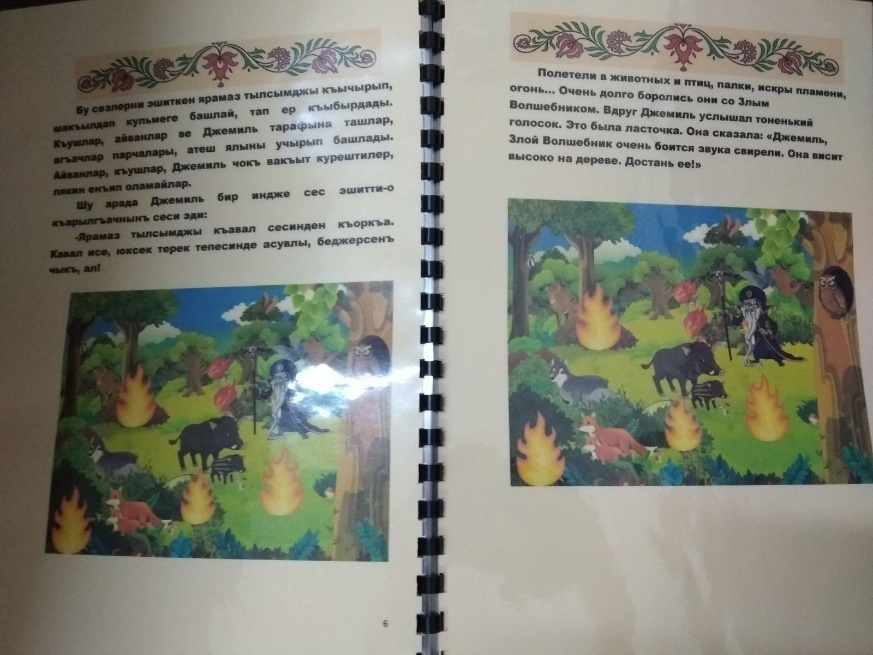 Бу сезлерни эшиткен ярамаз тылсымджы къычырып,
шакъылдап кульмеге башлай, тап ер къыбырдады.
Къушлар, айванлар ве Джемиль тарафына ташлар,
агъачлар парчалары, атеш ялыны учырып башлады.
Айванлар, къушлар, Джемиль чокъ вакъыт курештилер,
лякин енъип оламайлар.
Шу арада Джемиль бир индже сес эшитти-о
къарылгъачнынъ сеси эди:
-Ярамаз тылсымджы къавал сесинден къоркъа.
Кавал исе, юксек терек тепесинде асувлы, беджерсенъ
чыкъ, ал!
6
Полетели в животных и птиц, палки, искры пламени,
огонь... Очень долго боролись они со Злым
Волшебником. Вдруг Джемиль услышал тоненький
голосок. Это была ласточка. Она сказала: «Джемиль,
Злой Волшебник очень боится звука свирели. Она висит
высоко на дереве. Достань ее!»